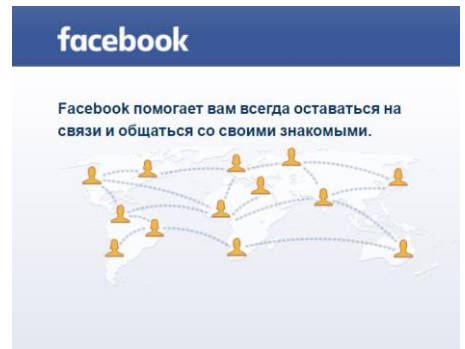 facebook
Facebook помогает вам всегда оставаться на
связи и общаться со своими знакомыми.